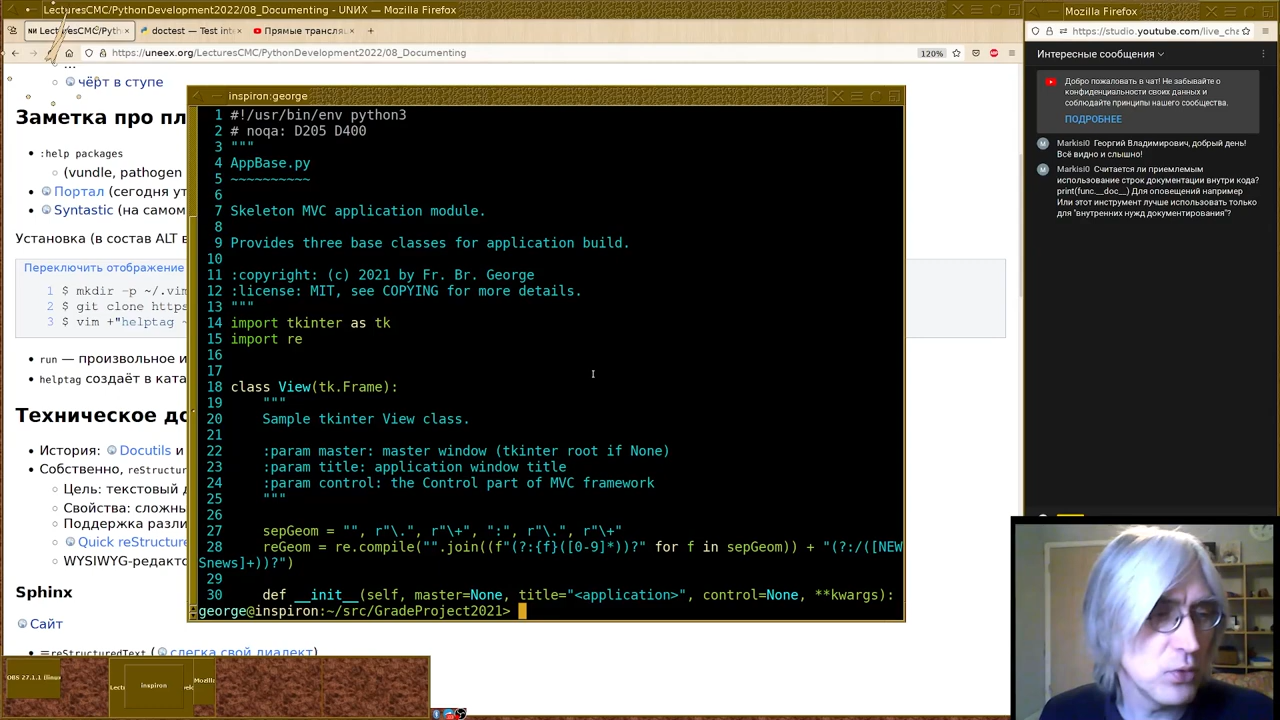 LecturesCMC/PythonDevelopment2022/08_Documenting - UNИX — Mozilla Firefox
LecturesCMC/Pyth
doctest — Test inte
Прямые трансляц
https://uneex.org/LecturesCMC/PythonDevelopment2022/08_Documenting
120%
...
чёрт в ступе
Заметка про пл
:help packages
(vundle, pathogen
Портал (сегодня ут
Syntastic (на самом
Установка (в состав ALT в
Переключить отображение
1 $ mkdir -p ~/.vim
2 $ git clone https
3 $ vim +"helptag ~
run — произвольное и
helptag создаёт в ката
Техническое до
История: Docutils и
Собственно, reStructur
Цель: текстовый д
Свойства: сложны
Поддержка разли
Quick reStructure
WYSIWYG-редакто
Sphinx
Сайт
=reStructuredText (слегка свой диалект)
inspiron:george
1 #!/usr/bin/env python3
2 # noqa: D205 D400
3 """
4 AppBase.py
5 ~~~~~~~~~~
6
7 Skeleton MVC application module.
8
9 Provides three base classes for application build.
10
11 :copyright: (c) 2021 by Fr. Br. George
12 :license: MIT, see COPYING for more details.
13 """
14 import tkinter as tk
15 import re
16
17
18 class View(tk.Frame):
19     """
20     Sample tkinter View class.
21
22     :param master: master window (tkinter root if None)
23     :param title: application window title
24     :param control: the Control part of MVC framework
25     """
26
27     sepGeom = "", r"\.", r"\+", ":", r"\.", r"\+"
28     reGeom = re.compile("".join((f"(?:{f}([0-9]*))?" for f in sepGeom)) + "(?:/([NEW
Snews]+))?")
29
30     def __init__(self, master=None, title="<application>", control=None, **kwargs):
george@inspiron:~/src/GradeProject2021>
OBS 27.1.1 (linux
inspiron
Mozill
Mozilla Firefox
https://studio.youtube.com/live_cha
Интересные сообщения
Добро пожаловать в чат! Не забывайте о
конфиденциальности своих данных и
соблюдайте принципы нашего сообщества.
ПОДРОБНЕЕ
MarkisI0 Георгий Владимирович, добрый день!
Всё видно и слышно!
MarkisI0 Считается ли приемлемым
использование строк документации внутри кода?
print(func.__doc__) Для оповещений например
Или этот инструмент лучше использовать только
для "внутренних нужд документирования"?